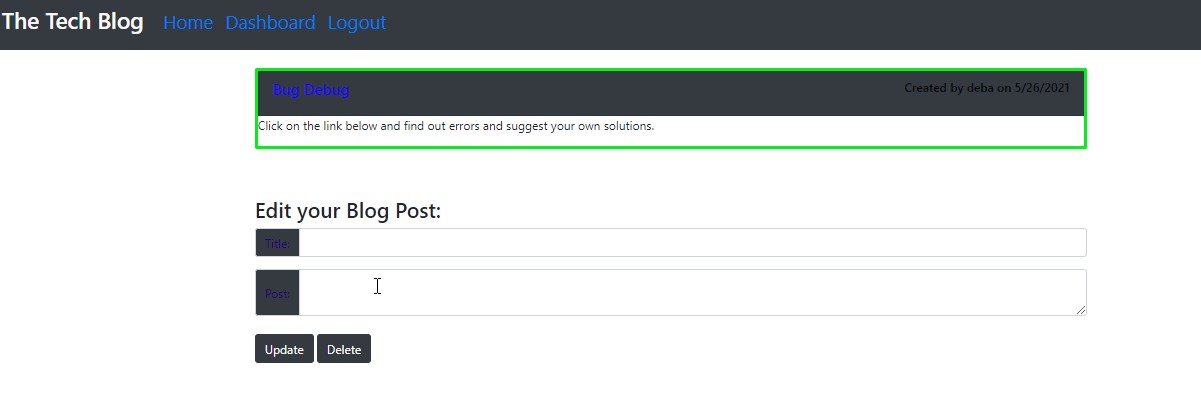 The Tech Blog Home Dashboard Logout
Bug Debug Created by deba on 5/26/2021
Click on the link below and find out errors and suggest your own solutions.
Edit your Blog Post:
Title:
Post:
Update Delete